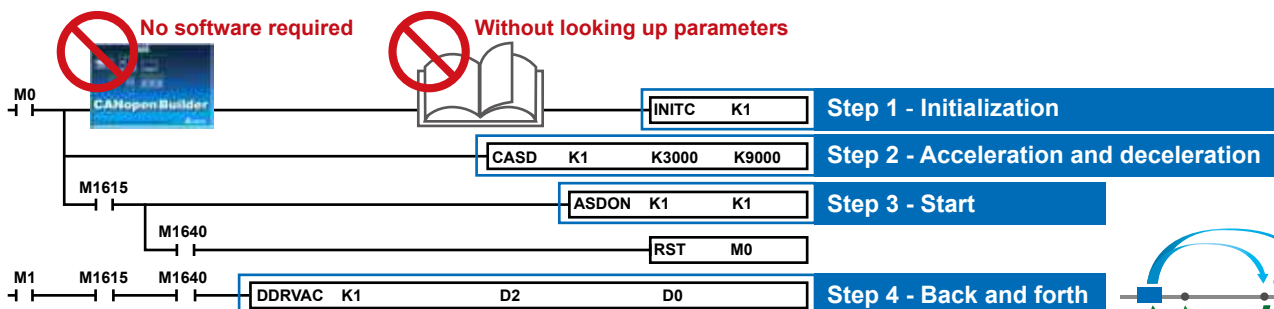 No software required
Without looking up parameters
CANopen Builder
M0
INITC K1
Step 1 - Initialization
CASD K1 K3000 K9000
Step 2 - Acceleration and deceleration
M1615
ASDON K1 K1
Step 3 - Start
M1640
RST M0
M1 M1615 M1640
DDRVAC K1 D2 D0
Step 4 - Back and forth